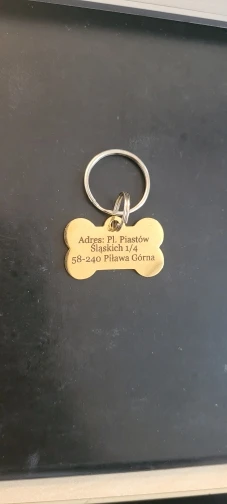 Adres: Pl. Piastów
Śląskich 1/4
58-240 Piława Górna